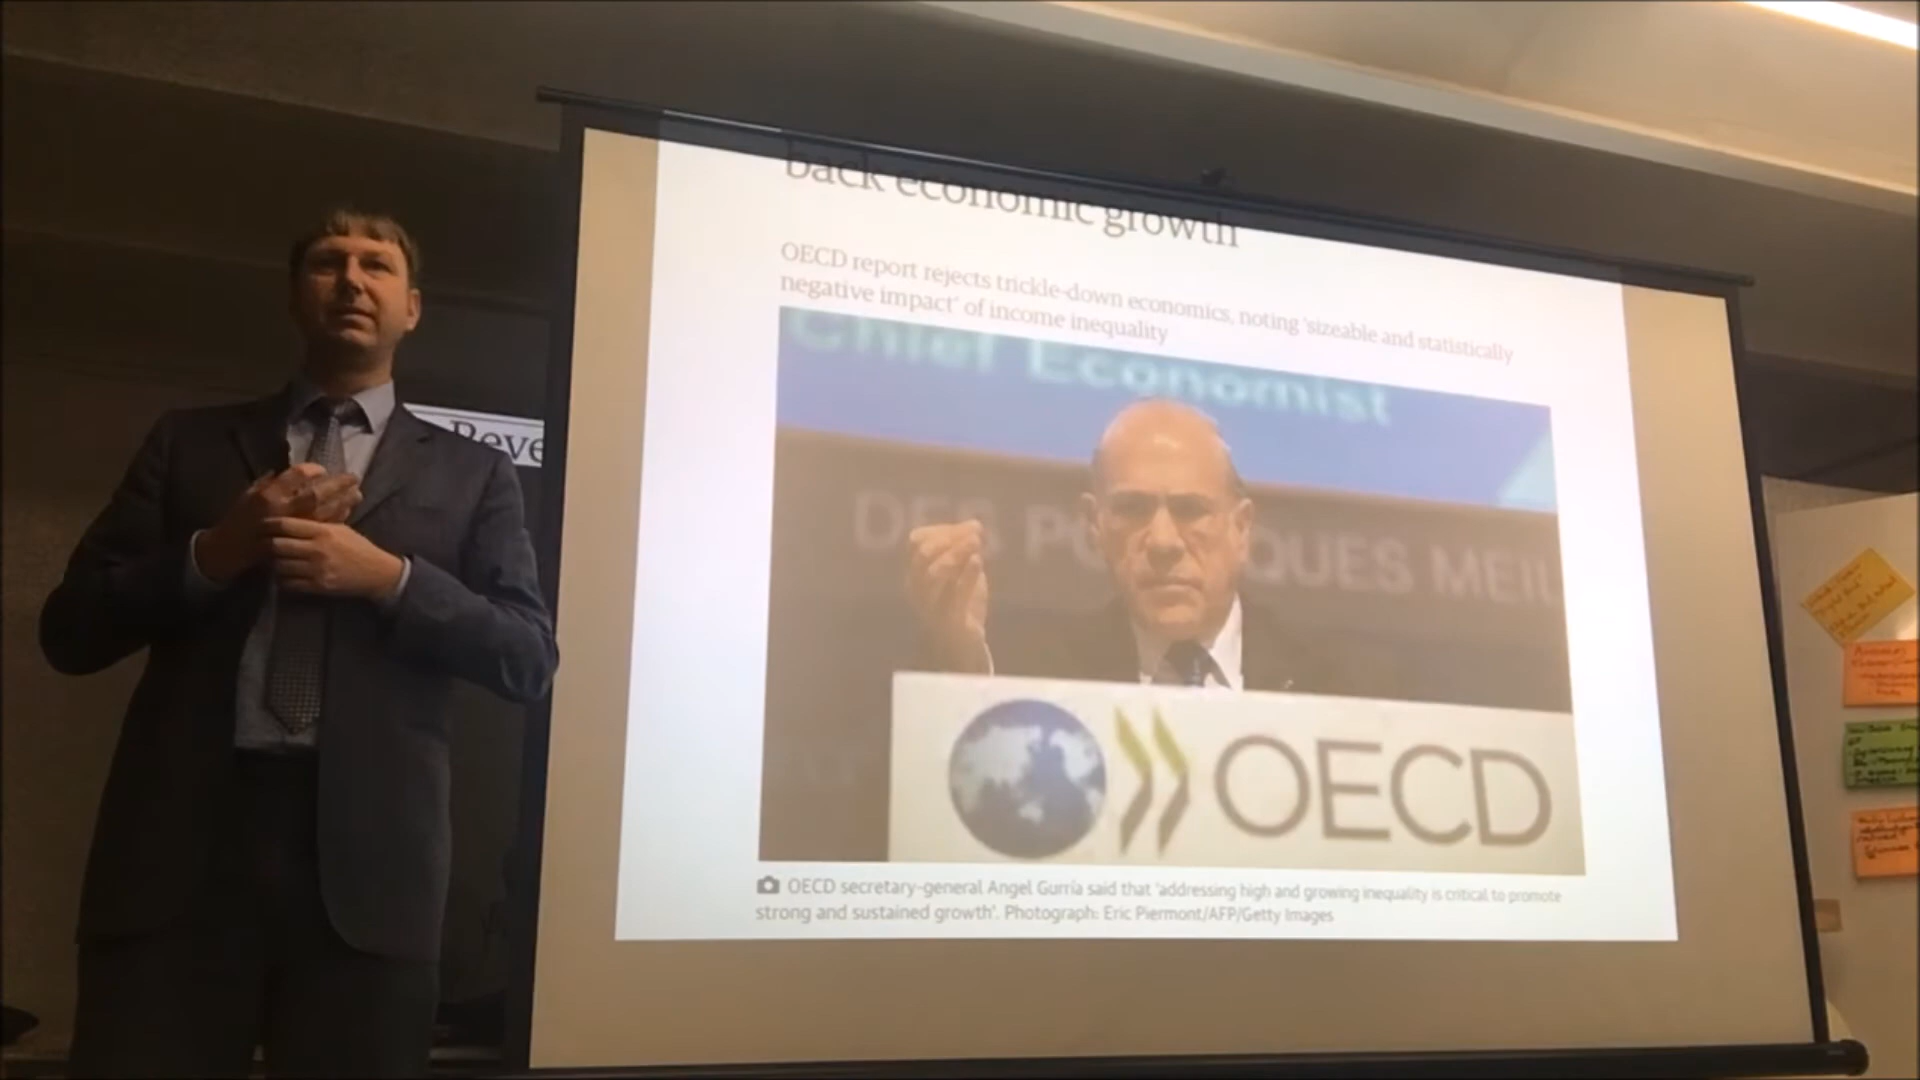 back economic growth
OECD report rejects trickle-down economics, noting 'sizeable and statistically
negative impact' of income inequality
Chief Economist
DES QUES MEIL
OECD
OECD secretary-general Angel Gurría said that 'addressing high and growing inequality is critical to promote
strong and sustained growth'. Photograph: Eric Piermont/AFP/Getty Images
Reve